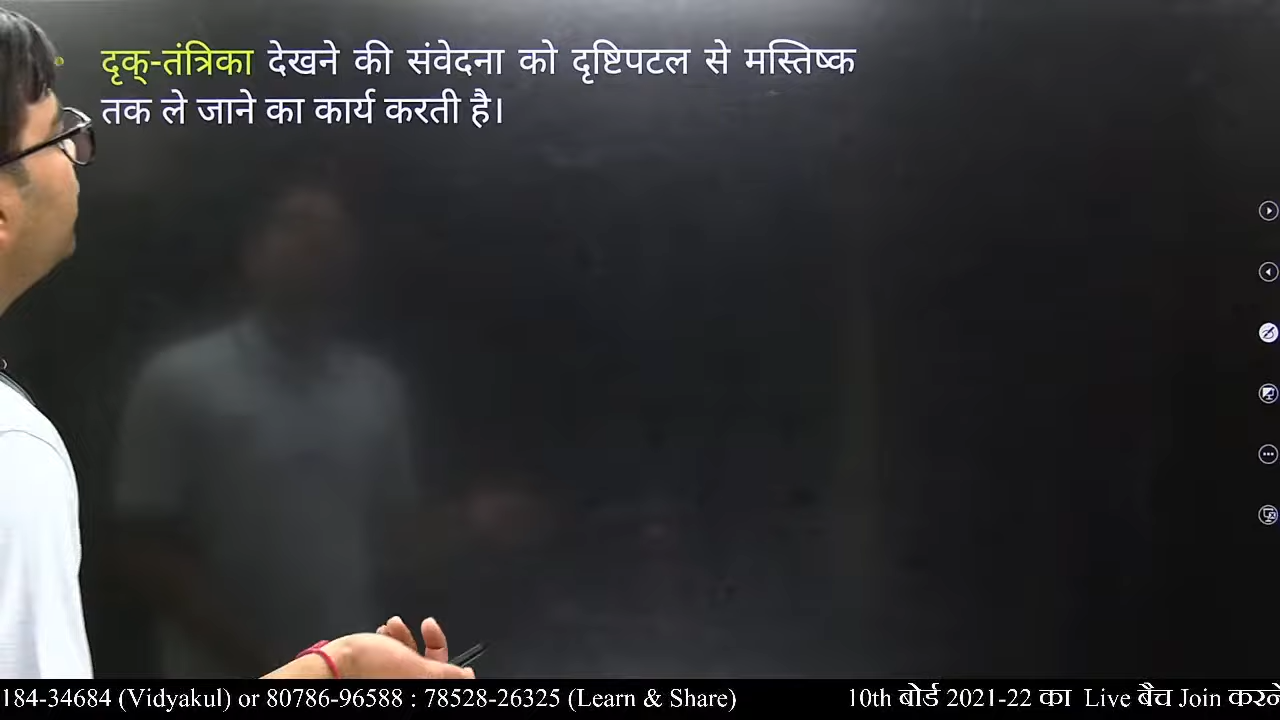 दृक्-तंत्रिका देखने की संवेदना को दृष्टिपटल से मस्तिष्क
तक ले जाने का कार्य करती है।
184-34684 (Vidyakul) or 80786-96588 : 78528-26325 (Learn & Share) 10th बोर्ड 2021-22 का Live बैच Join करने